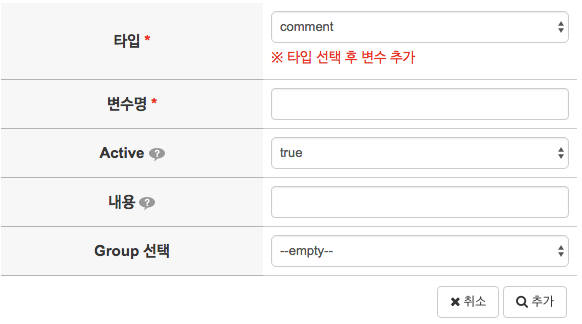 타입 *
comment
※ 타입 선택 후 변수 추가
변수명 *
Active ?
true
내용 ?
Group 선택
--empty--
취소
추가